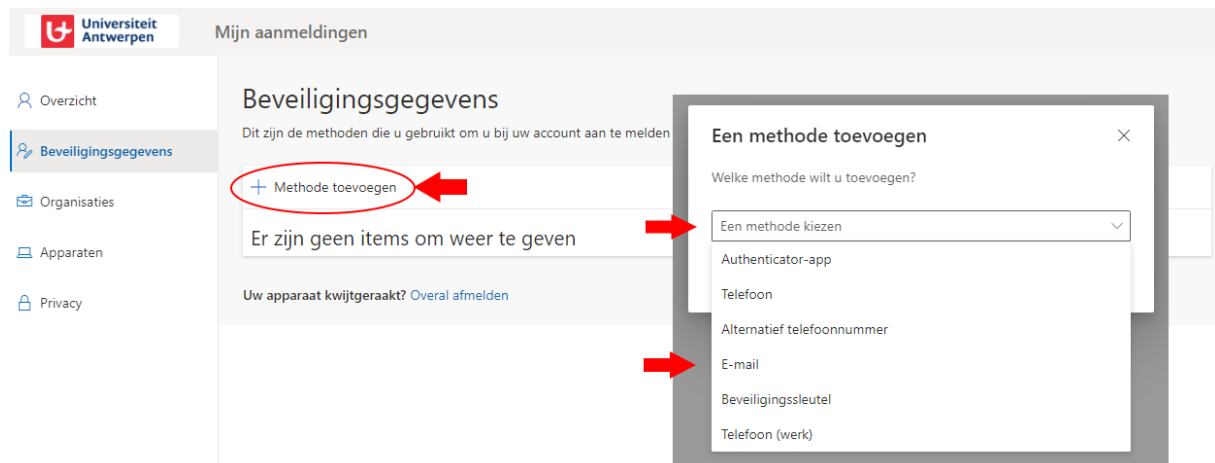 Universiteit
Antwerpen
Mijn aanmeldingen
Overzicht
Beveiligingsgegevens
Organisaties
Apparaten
Privacy
Beveiligingsgegevens
Dit zijn de methoden die u gebruikt om u bij uw account aan te melden
+ Methode toevoegen
Er zijn geen items om weer te geven
Uw apparaat kwijtgeraakt? Overal afmelden
Een methode toevoegen
Welke methode wilt u toevoegen?
Een methode kiezen
Authenticator-app
Telefoon
Alternatief telefoonnummer
E-mail
Beveiligingssleutel
Telefoon (werk)